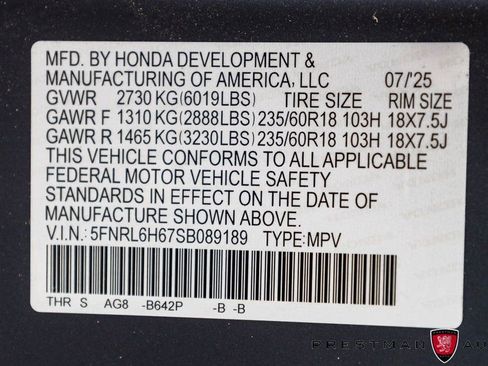 MFD. BY HONDA DEVELOPMENT &
MANUFACTURING OF AMERICA, LLC 07/'25
GVWR 2730 KG(6019LBS) TIRE SIZE RIM SIZE
GAWR F 1310 KG(2888LBS) 235/60R18 103H 18X7.5J
GAWR R 1465 KG(3230LBS) 235/60R18 103H 18X7.5J
THIS VEHICLE CONFORMS TO ALL APPLICABLE
FEDERAL MOTOR VEHICLE SAFETY
STANDARDS IN EFFECT ON THE DATE OF
MANUFACTURE SHOWN ABOVE.
V.I.N.: 5FNRL6H67SB089189 TYPE: MPV
THR S AG8 -B642P -B -B
PRESTMAN AU